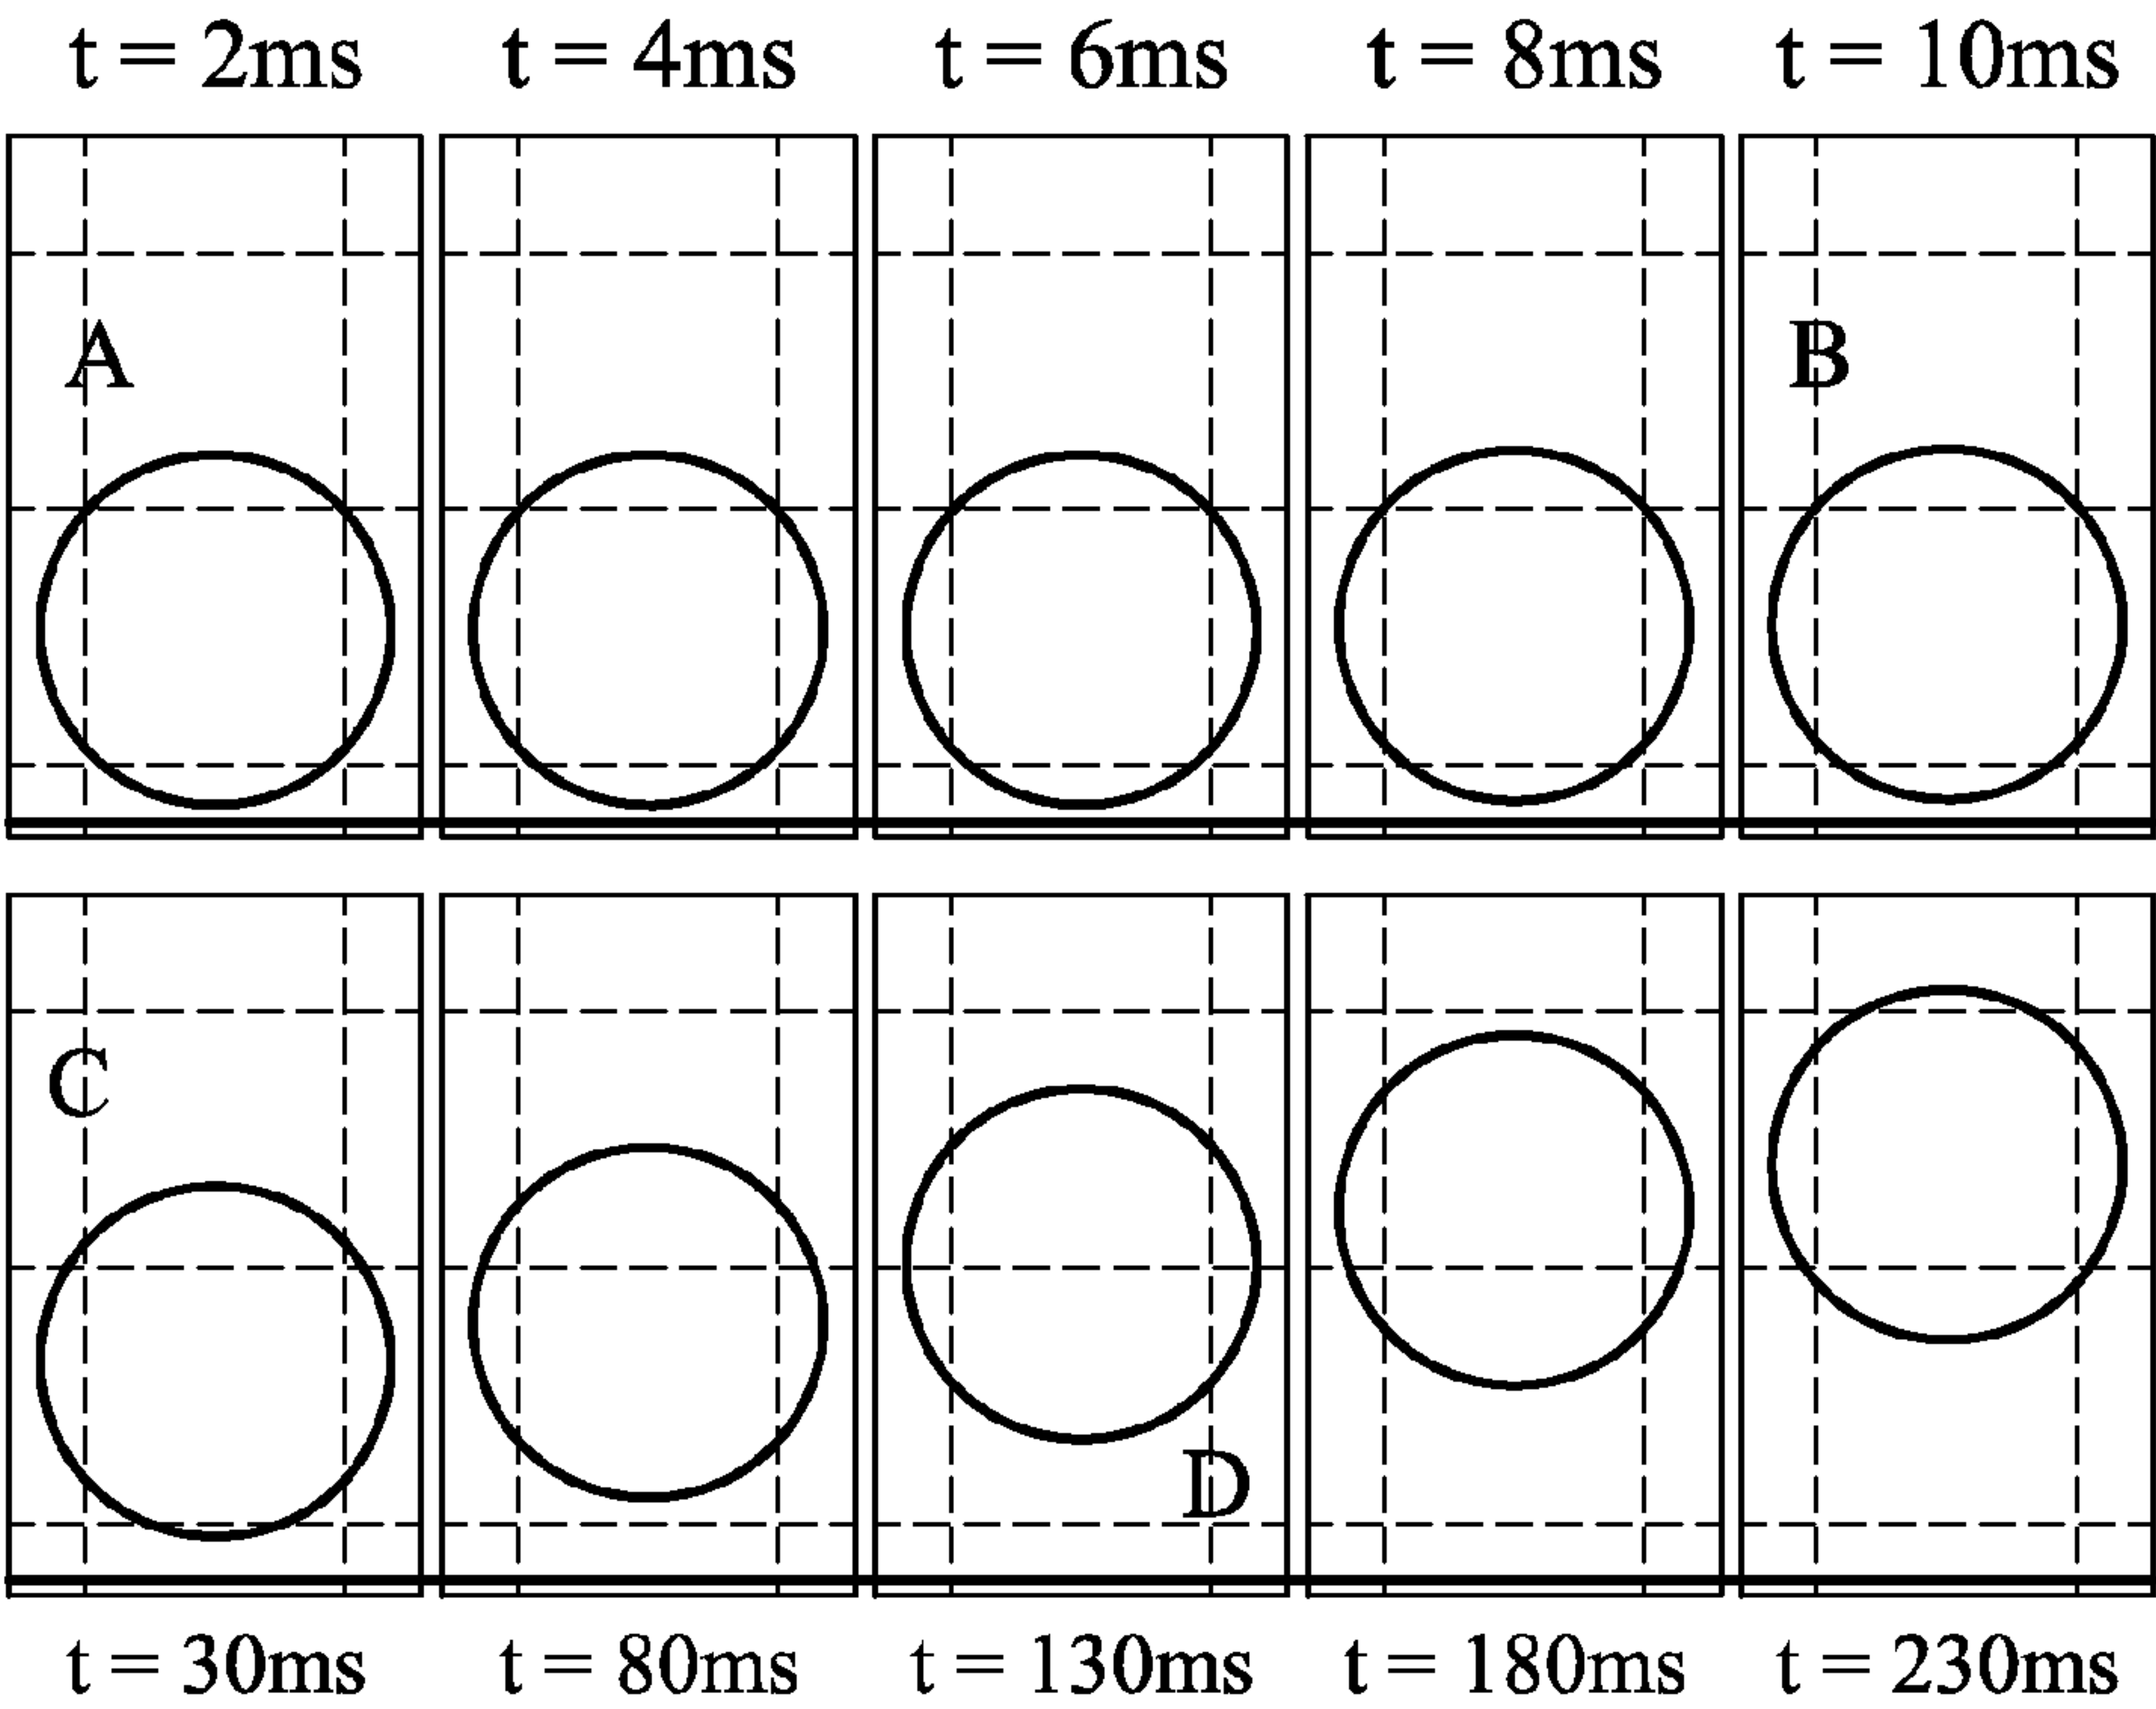 t = 2ms t = 4ms t = 6ms t = 8ms t = 10ms
A B
C
D
t = 30ms t = 80ms t = 130ms t = 180ms t = 230ms